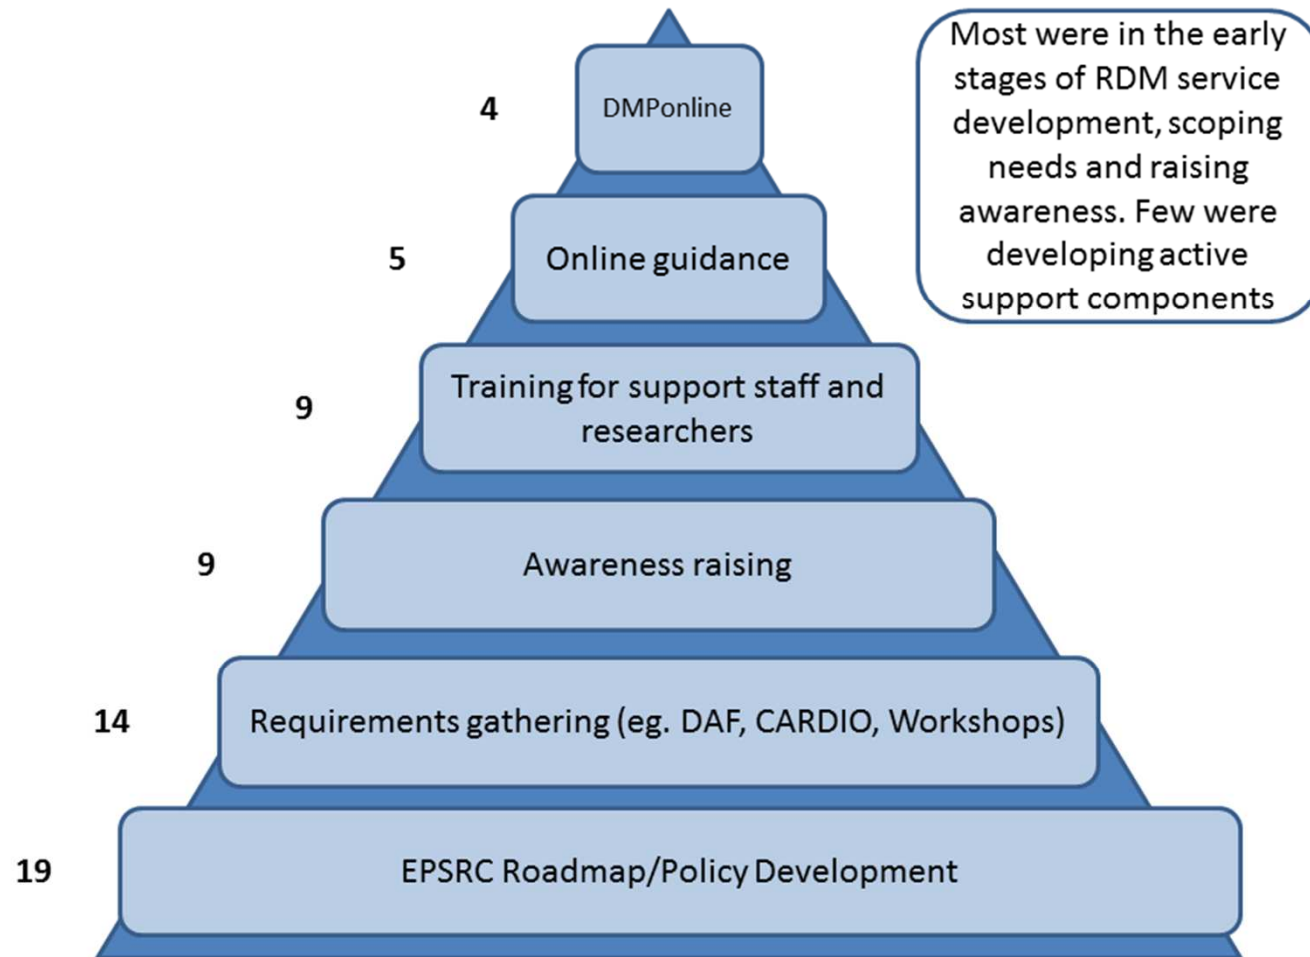 Most were in the early
stages of RDM service
development, scoping
needs and raising
awareness. Few were
developing active
support components
4
DMPonline
5
Online guidance
9
Training for support staff and
researchers
9
Awareness raising
14
Requirements gathering (eg. DAF, CARDIO, Workshops)
19
EPSRC Roadmap/Policy Development